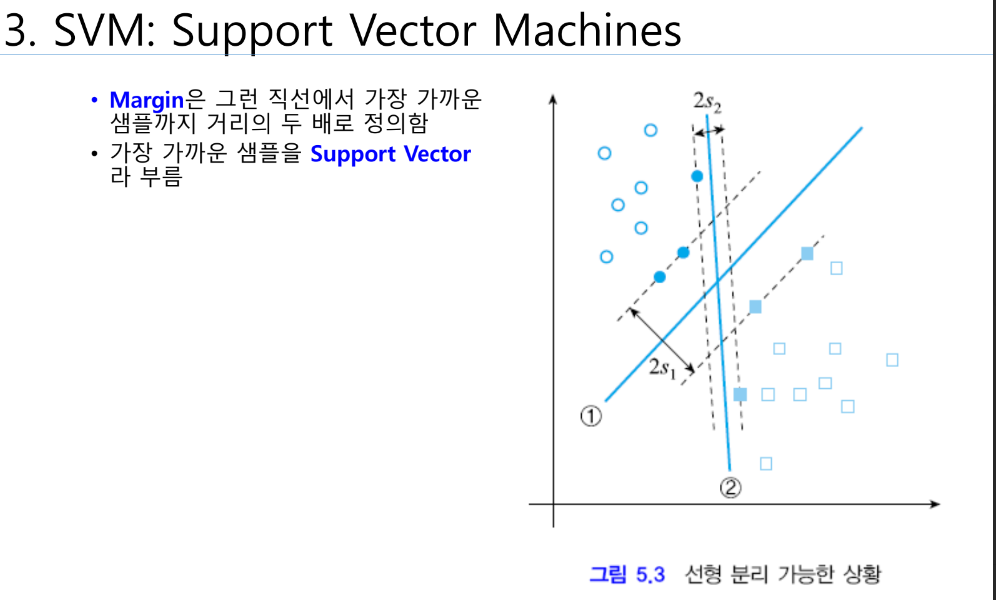 3. SVM: Support Vector Machines
• Margin은 그런 직선에서 가장 가까운
샘플까지 거리의 두 배로 정의함
• 가장 가까운 샘플을 Support Vector
라 부름
2s₂
2s₁
①
②
그림 5.3 선형 분리 가능한 상황